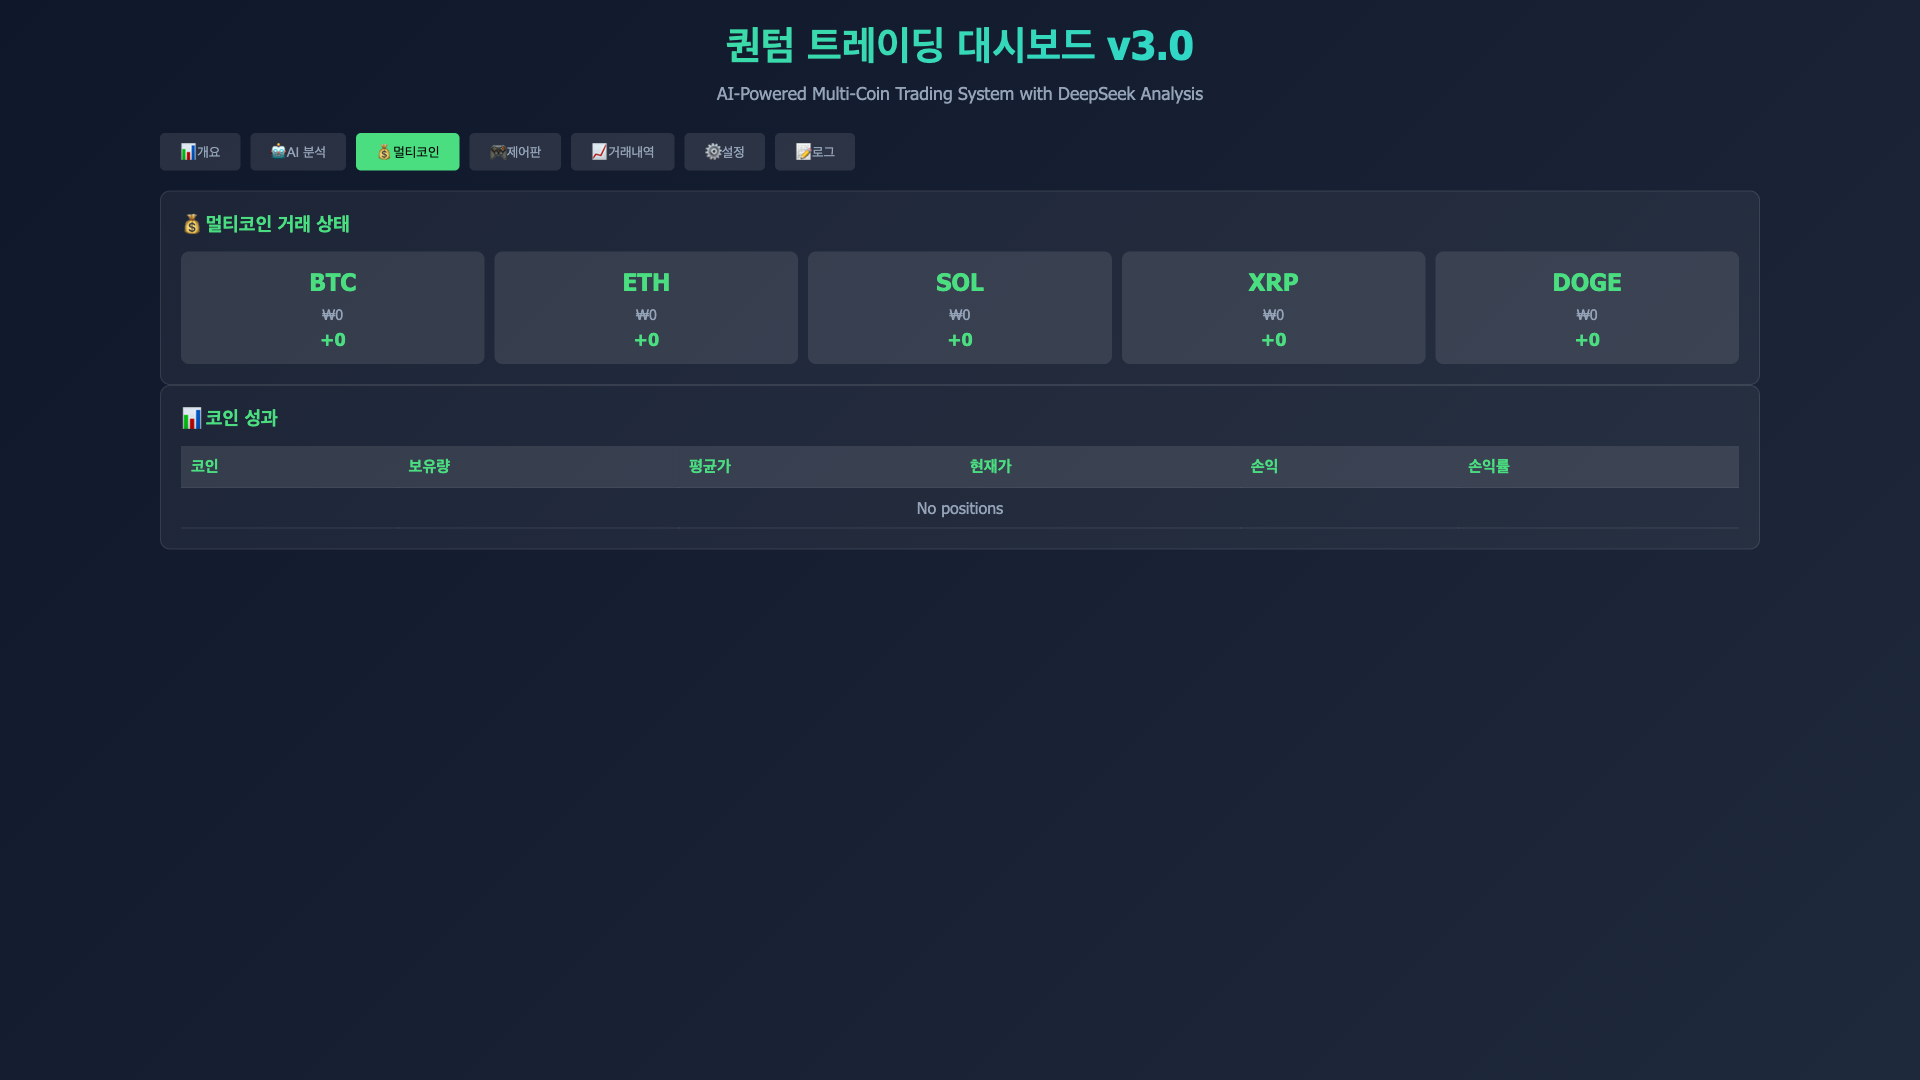 퀀텀 트레이딩 대시보드 v3.0
AI-Powered Multi-Coin Trading System with DeepSeek Analysis
📊개요 🤖AI 분석 💰멀티코인 🎮제어판 📈거래내역 ⚙️설정 📝로그
💰 멀티코인 거래 상태
BTC ETH SOL XRP DOGE
₩0 ₩0 ₩0 ₩0 ₩0
+0 +0 +0 +0 +0
📊 코인 성과
코인 보유량 평균가 현재가 손익 손익률
No positions